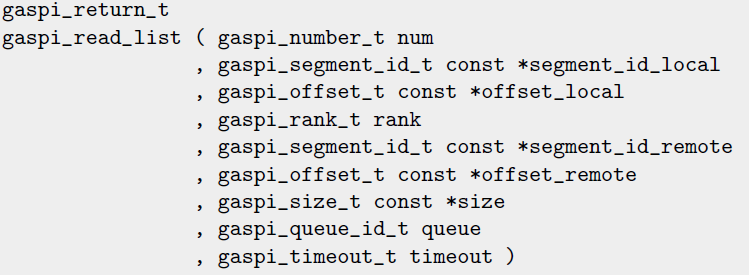 gaspi_return_t
gaspi_read_list ( gaspi_number_t num
, gaspi_segment_id_t const *segment_id_local
, gaspi_offset_t const *offset_local
, gaspi_rank_t rank
, gaspi_segment_id_t const *segment_id_remote
, gaspi_offset_t const *offset_remote
, gaspi_size_t const *size
, gaspi_queue_id_t queue
, gaspi_timeout_t timeout )